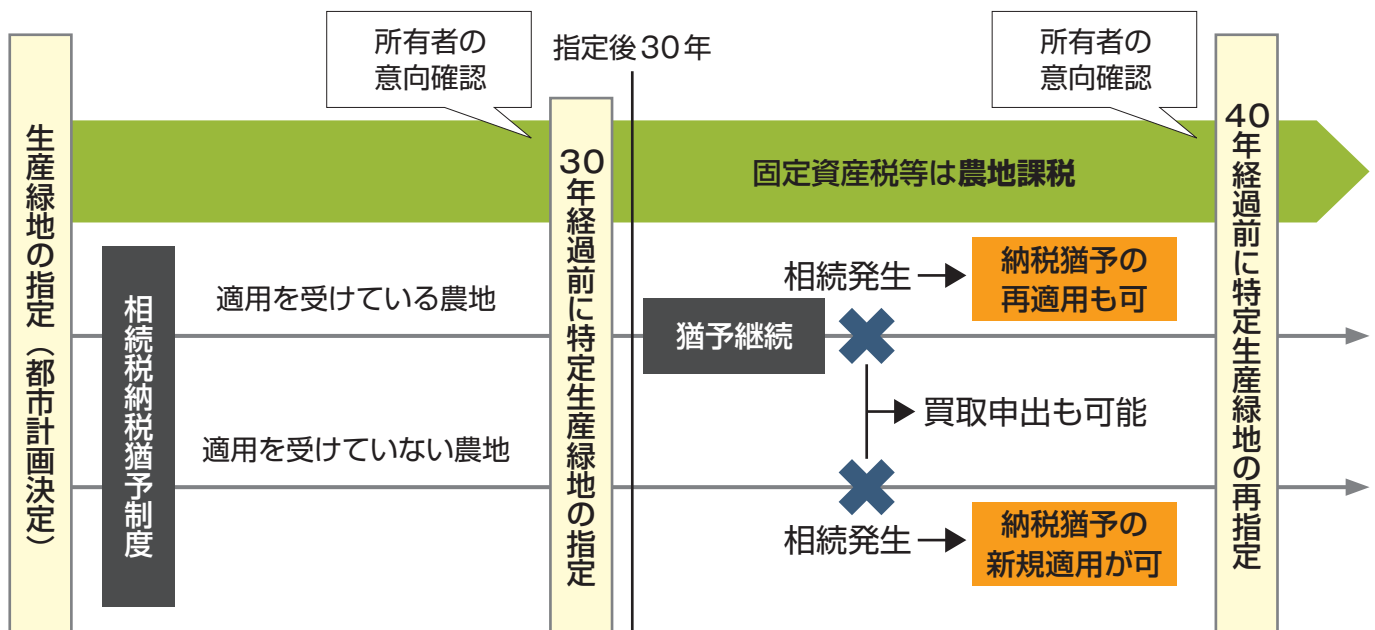 生産緑地の指定（都市計画決定）
所有者の
意向確認
指定後30年
所有者の
意向確認
30年経過前に特定生産緑地の指定
40年経過前に特定生産緑地の再指定
固定資産税等は農地課税
相続税納税猶予制度
適用を受けている農地
猶予継続
相続発生
納税猶予の
再適用も可
買取申出も可能
適用を受けていない農地
相続発生
納税猶予の
新規適用が可